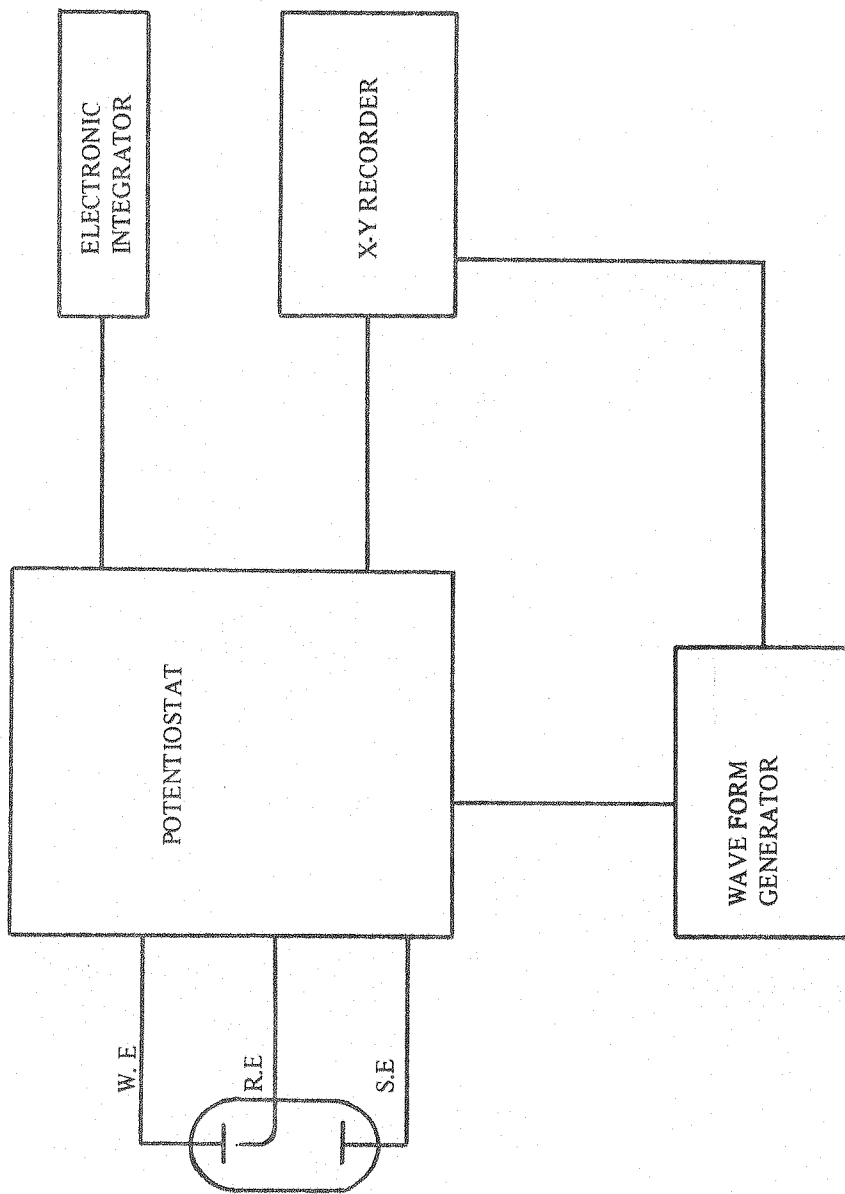 ELECTRONIC
INTEGRATOR
X-Y RECORDER
POTENTIOSTAT
WAVE FORM
GENERATOR
W. E
R.E
S.E